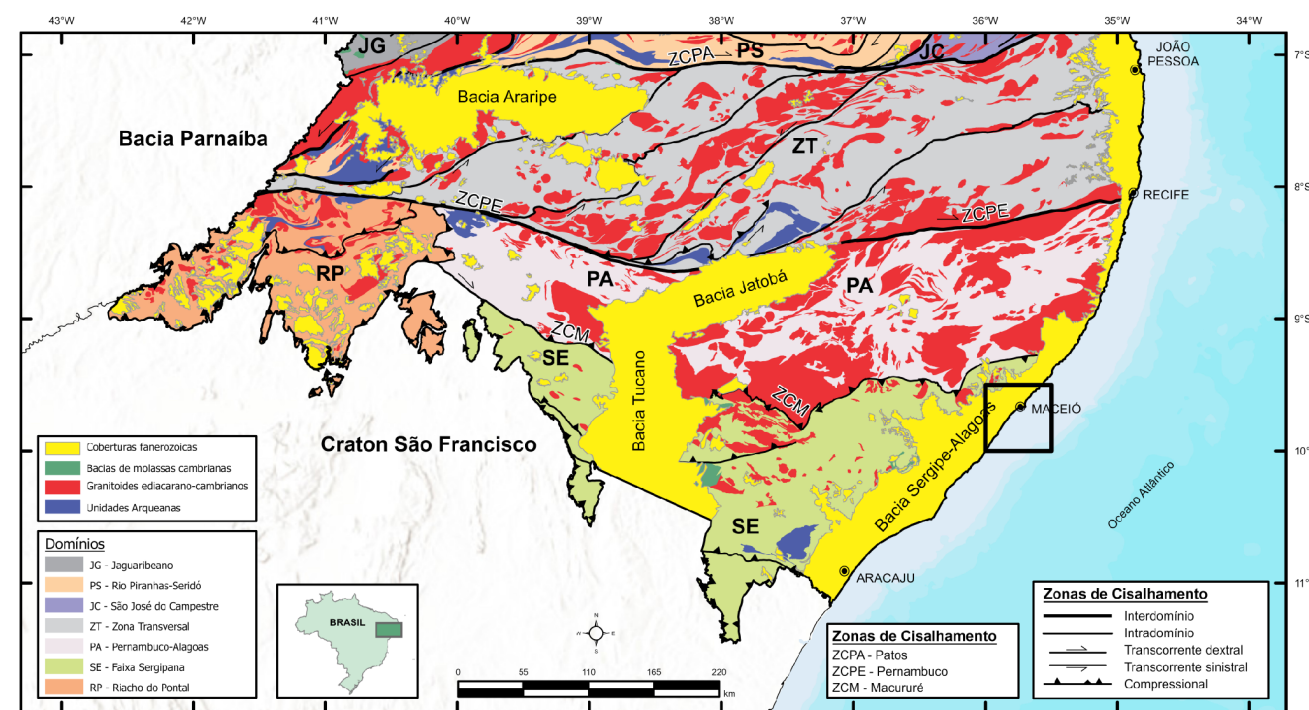 43°W 42°W 41°W 40°W 39°W 38°W 37°W 36°W 35°W 34°W
JG
ZCPA
PS
JC
JOÃO
PESSOA
7°S
Bacia Araripe
Bacia Parnaíba
ZT
8°S
ZCPE
ZCPE
RECIFE
RP
PA
Bacia Jatobá
PA
9°S
ZCM
SE
Bacia Tucano
ZCM
MACEIÓ
Craton São Francisco
Bacia Sergipe-Alagoas
10°S
Oceano Atlântico
SE
ARACAJU
11°S
Coberturas fanerozoicas
Bacias de molassas cambrianas
Granitoides ediacarano-cambrianos
Unidades Arqueanas
Domínios
JG - Jaguaribeano
PS - Rio Piranhas-Seridó
JC - São José do Campestre
ZT - Zona Transversal
PA - Pernambuco-Alagoas
SE - Faixa Sergipana
RP - Riacho do Pontal
BRASIL
N
W E
S
0 55 110 165 220
km
Zonas de Cisalhamento
ZCPA - Patos
ZCPE - Pernambuco
ZCM - Macururé
Zonas de Cisalhamento
Interdomínio
Intradomínio
Transcorrente dextral
Transcorrente sinistral
Compressional